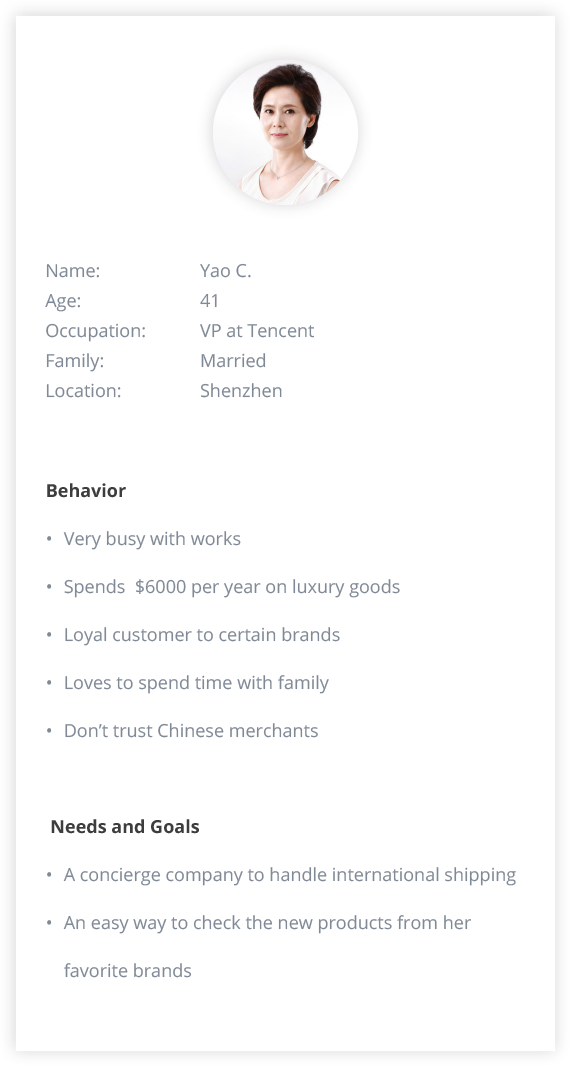 Name: Yao C.
Age: 41
Occupation: VP at Tencent
Family: Married
Location: Shenzhen
Behavior
• Very busy with works
• Spends  $6000 per year on luxury goods
• Loyal customer to certain brands
• Loves to spend time with family
• Don’t trust Chinese merchants
Needs and Goals
• A concierge company to handle international shipping
• An easy way to check the new products from her
favorite brands